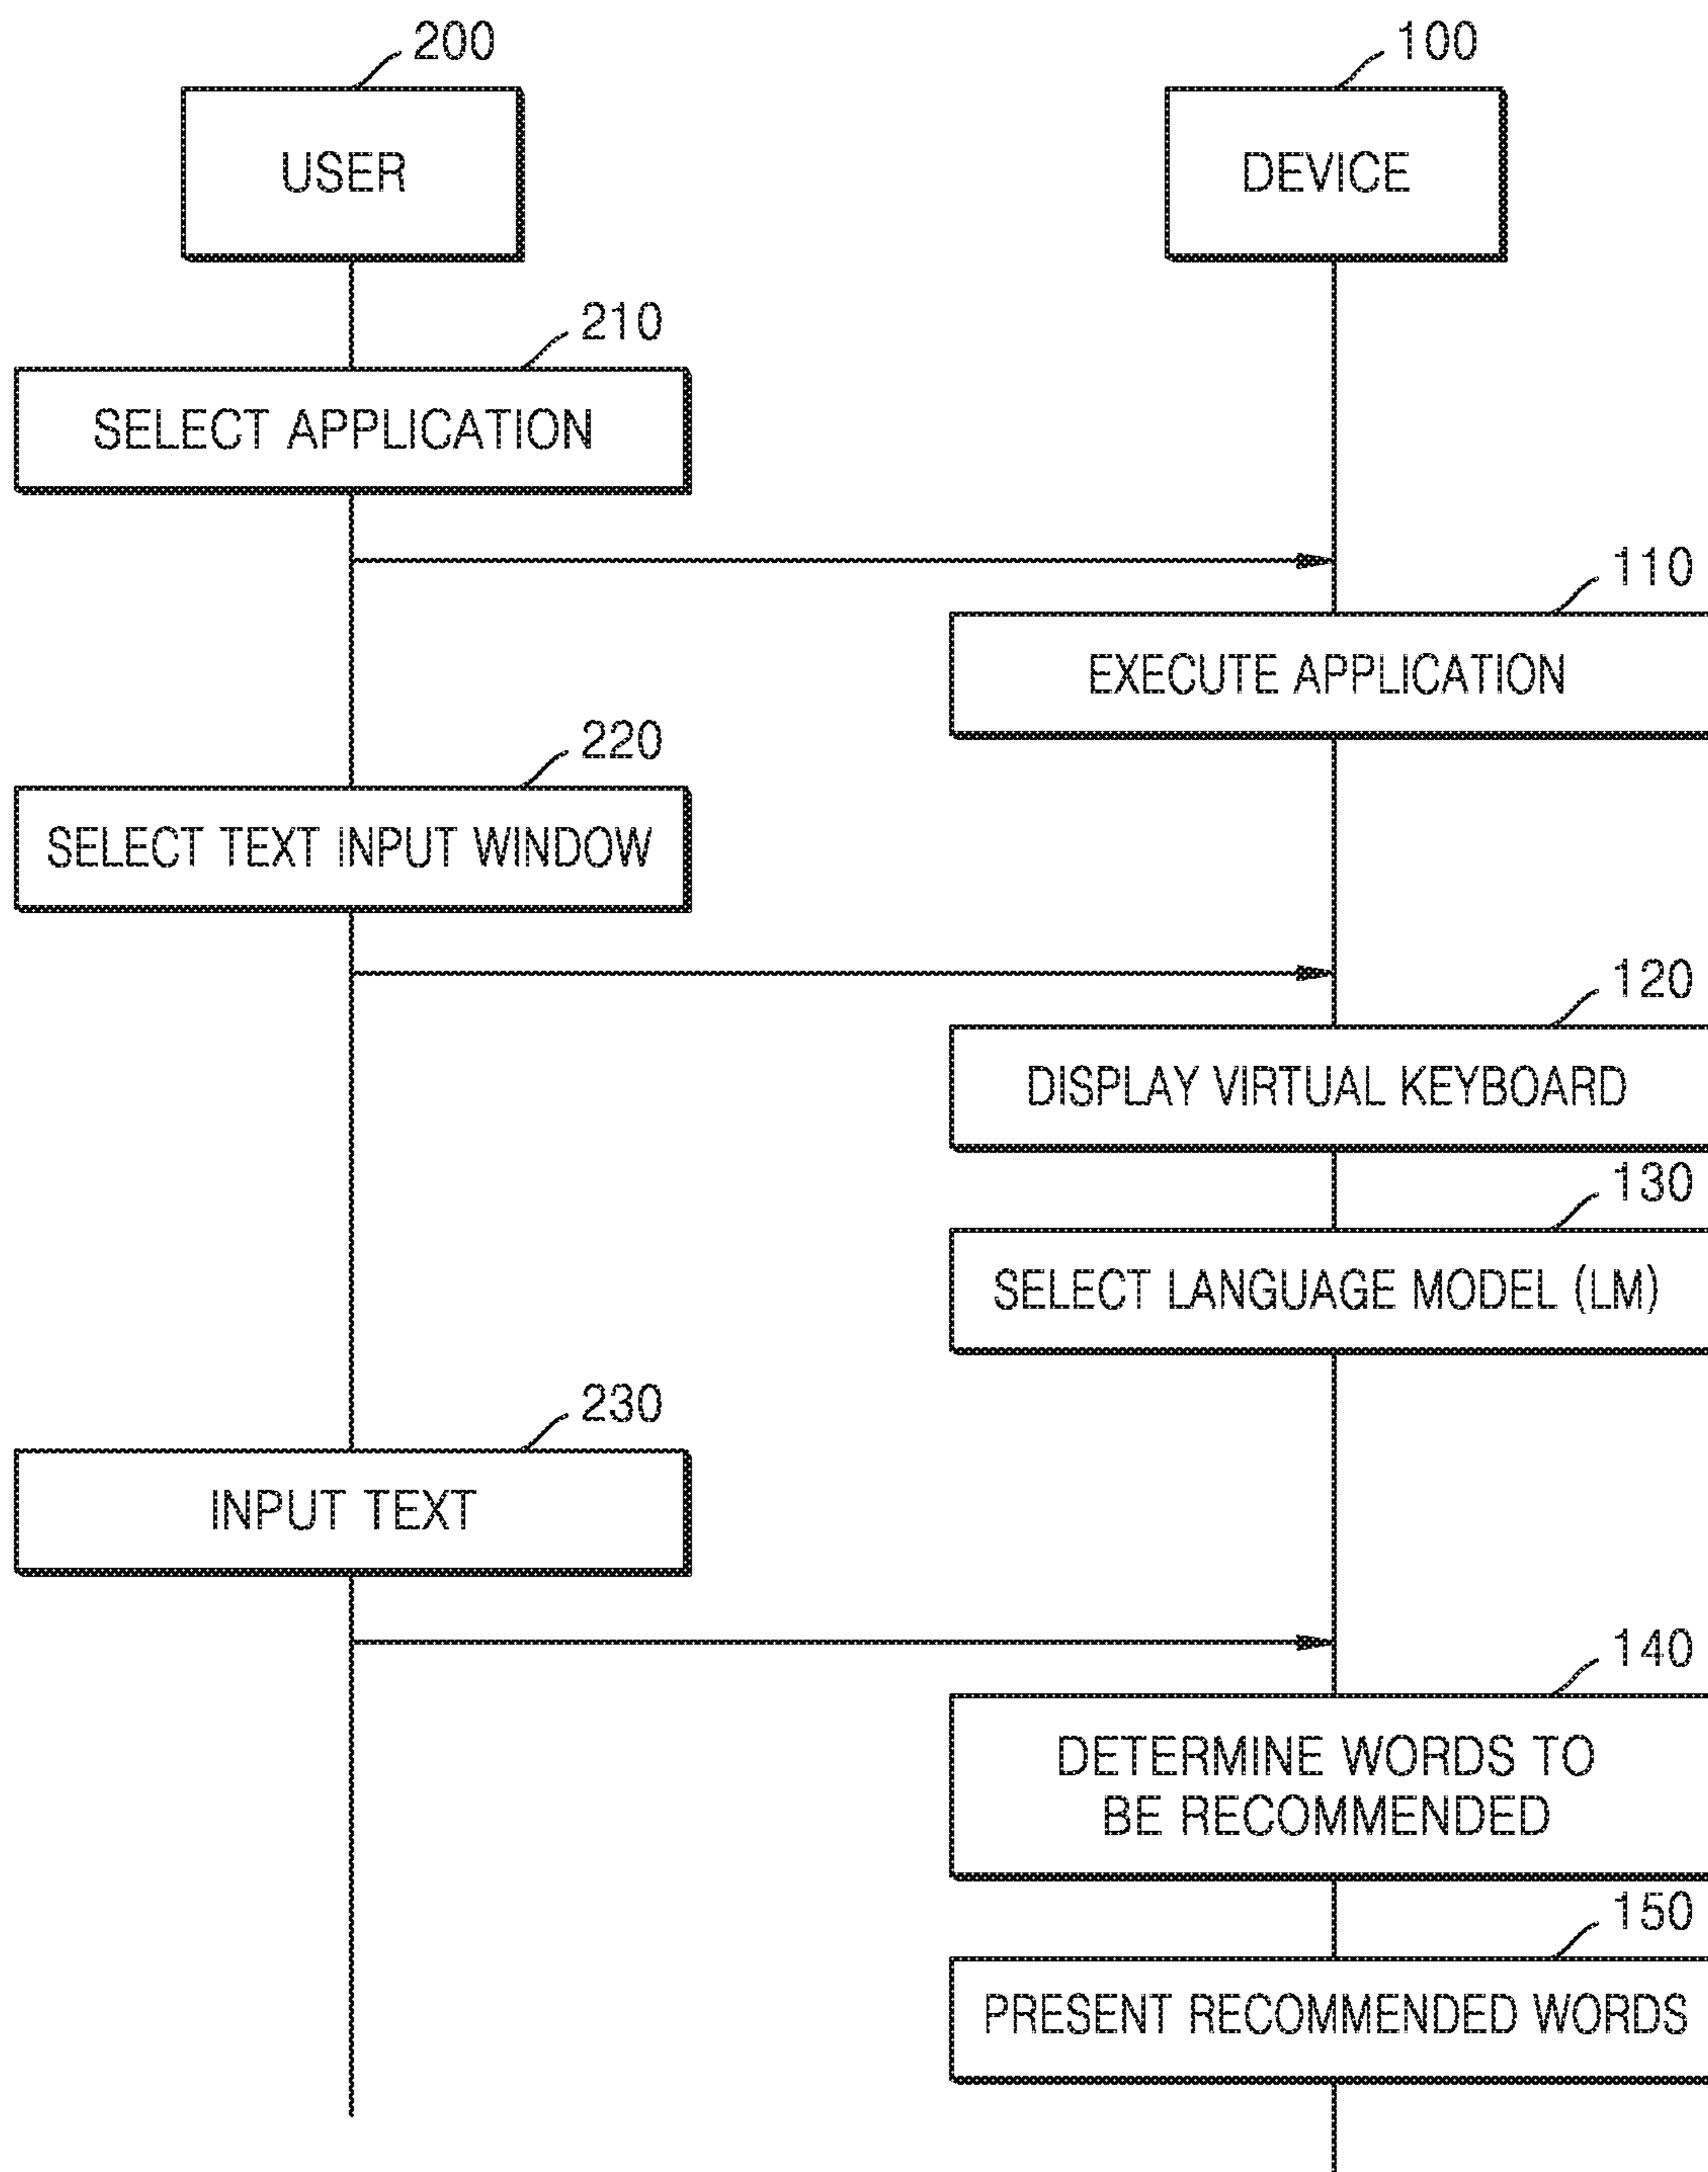 200
100
USER
DEVICE
210
SELECT APPLICATION
110
EXECUTE APPLICATION
220
SELECT TEXT INPUT WINDOW
120
DISPLAY VIRTUAL KEYBOARD
130
SELECT LANGUAGE MODEL (LM)
230
INPUT TEXT
140
DETERMINE WORDS TO
BE RECOMMENDED
150
PRESENT RECOMMENDED WORDS